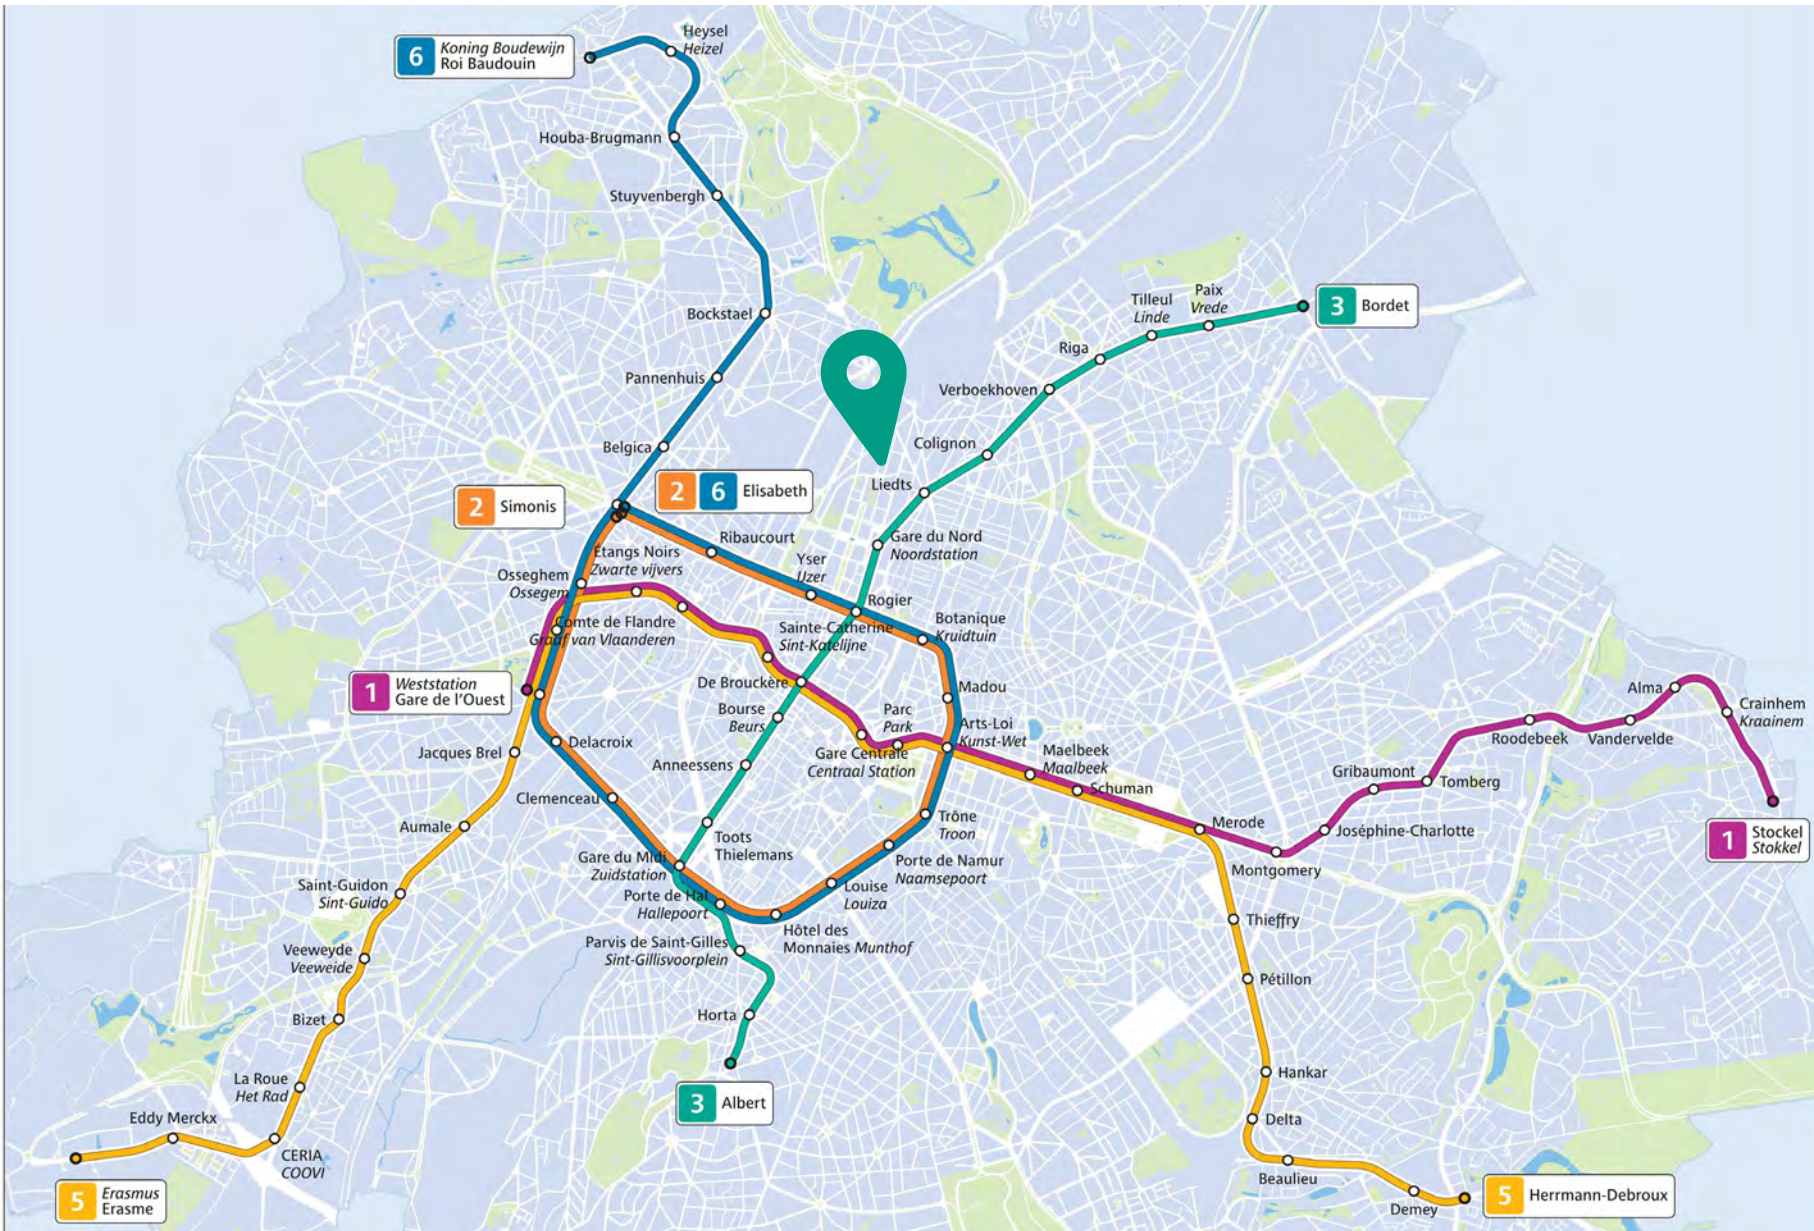 6
Koning Boudewijn
Roi Baudouin
Heysel
Heizel
Houba-Brugmann
Stuyvenbergh
Bockstael
Pannenhuis
Belgica
2 Simonis
2 6 Elisabeth
Tilleul
Linde
Paix
Vrede
3 Bordet
Riga
Verboekhoven
Colignon
Liedts
Gare du Nord
Noordstation
Ribaucourt
Yser
IJzer
Rogier
Étangs Noirs
Zwarte vijvers
Osseghem
Ossegem
Comte de Flandre
Graaf van Vlaanderen
Sainte-Catherine
Sint-Katelijne
Botanique
Kruidtuin
1
Weststation
Gare de l'Ouest
De Brouckère
Madou
Bourse
Beurs
Parc
Park
Arts-Loi
Kunst-Wet
Gare Centrale
Centraal Station
Maelbeek
Maalbeek
Schuman
Alma
Crainhem
Kraainem
Roodebeek
Vandervelde
Gribaumont
Tomberg
Jacques Brel
Delacroix
Anneessens
Clemenceau
Aumale
Toots
Thielemans
Trône
Troon
Merode
Joséphine-Charlotte
Montgomery
1
Stockel
Stokkel
Gare du Midi
Zuidstation
Porte de Namur
Naamsepoort
Louise
Louiza
Porte de Hal
Hallepoort
Saint-Guidon
Sint-Guido
Hôtel des
Monnaies Munthof
Parvis de Saint-Gilles
Sint-Gillisvoorplein
Thieffry
Veeweyde
Veeweide
Pétillon
Bizet
Horta
Hankar
La Roue
Het Rad
3 Albert
Eddy Merckx
Delta
CERIA
COOVI
Beaulieu
5
Erasmus
Erasme
Demey
5 Herrmann-Debroux